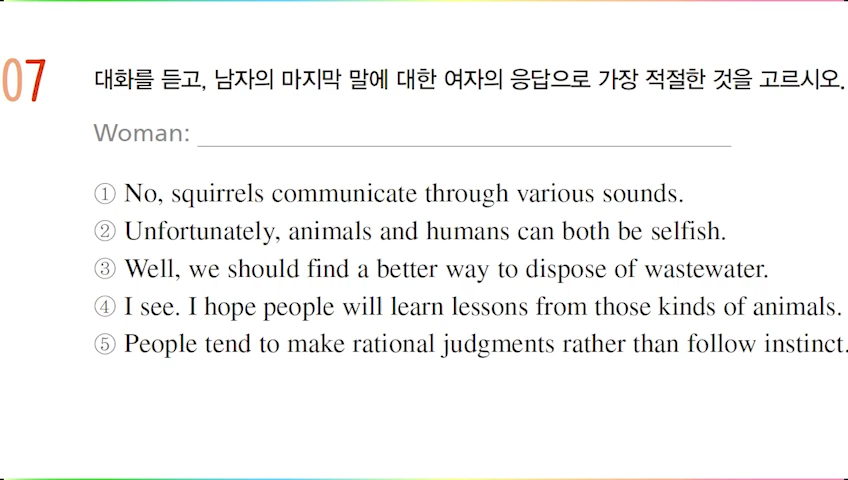 07
대화를 듣고, 남자의 마지막 말에 대한 여자의 응답으로 가장 적절한 것을 고르시오.
Woman:
① No, squirrels communicate through various sounds.
② Unfortunately, animals and humans can both be selfish.
③ Well, we should find a better way to dispose of wastewater.
④ I see. I hope people will learn lessons from those kinds of animals.
⑤ People tend to make rational judgments rather than follow instinct.